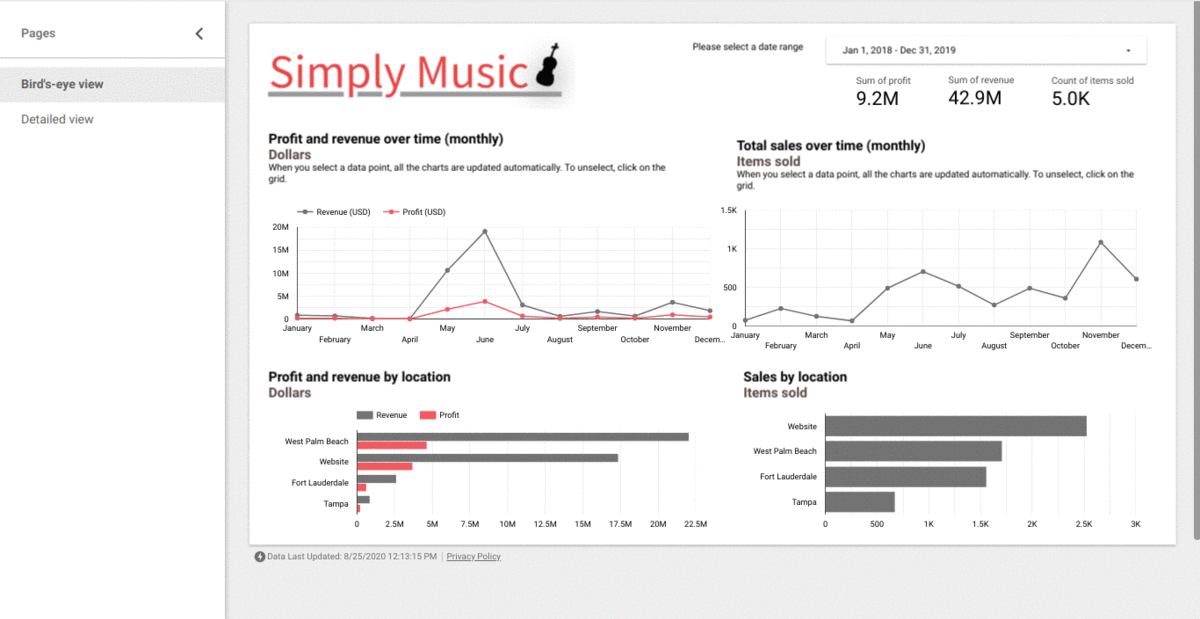 Pages
Bird's-eye view
Detailed view
Simply Music
Please select a date range
Jan 1, 2018 - Dec 31, 2019
Sum of profit
9.2M
Sum of revenue
42.9M
Count of items sold
5.0K
Profit and revenue over time (monthly)
Dollars
When you select a data point, all the charts are updated automatically. To unselect, click on the
grid.
Revenue (USD) Profit (USD)
20M
15M
10M
5M
0
January March May July September November
February April June August October Decem...
Total sales over time (monthly)
Items sold
When you select a data point, all the charts are updated automatically. To unselect, click on the
grid.
1.5K
1K
500
0
January March May July September November
February April June August October Decem...
Profit and revenue by location
Dollars
Revenue Profit
West Palm Beach
Website
Fort Lauderdale
Tampa
0 2.5M 5M 7.5M 10M 12.5M 15M 17.5M 20M 22.5M
Sales by location
Items sold
Website
West Palm Beach
Fort Lauderdale
Tampa
0 500 1K 1.5K 2K 2.5K 3K
Data Last Updated: 8/25/2020 12:13:15 PM | Privacy Policy